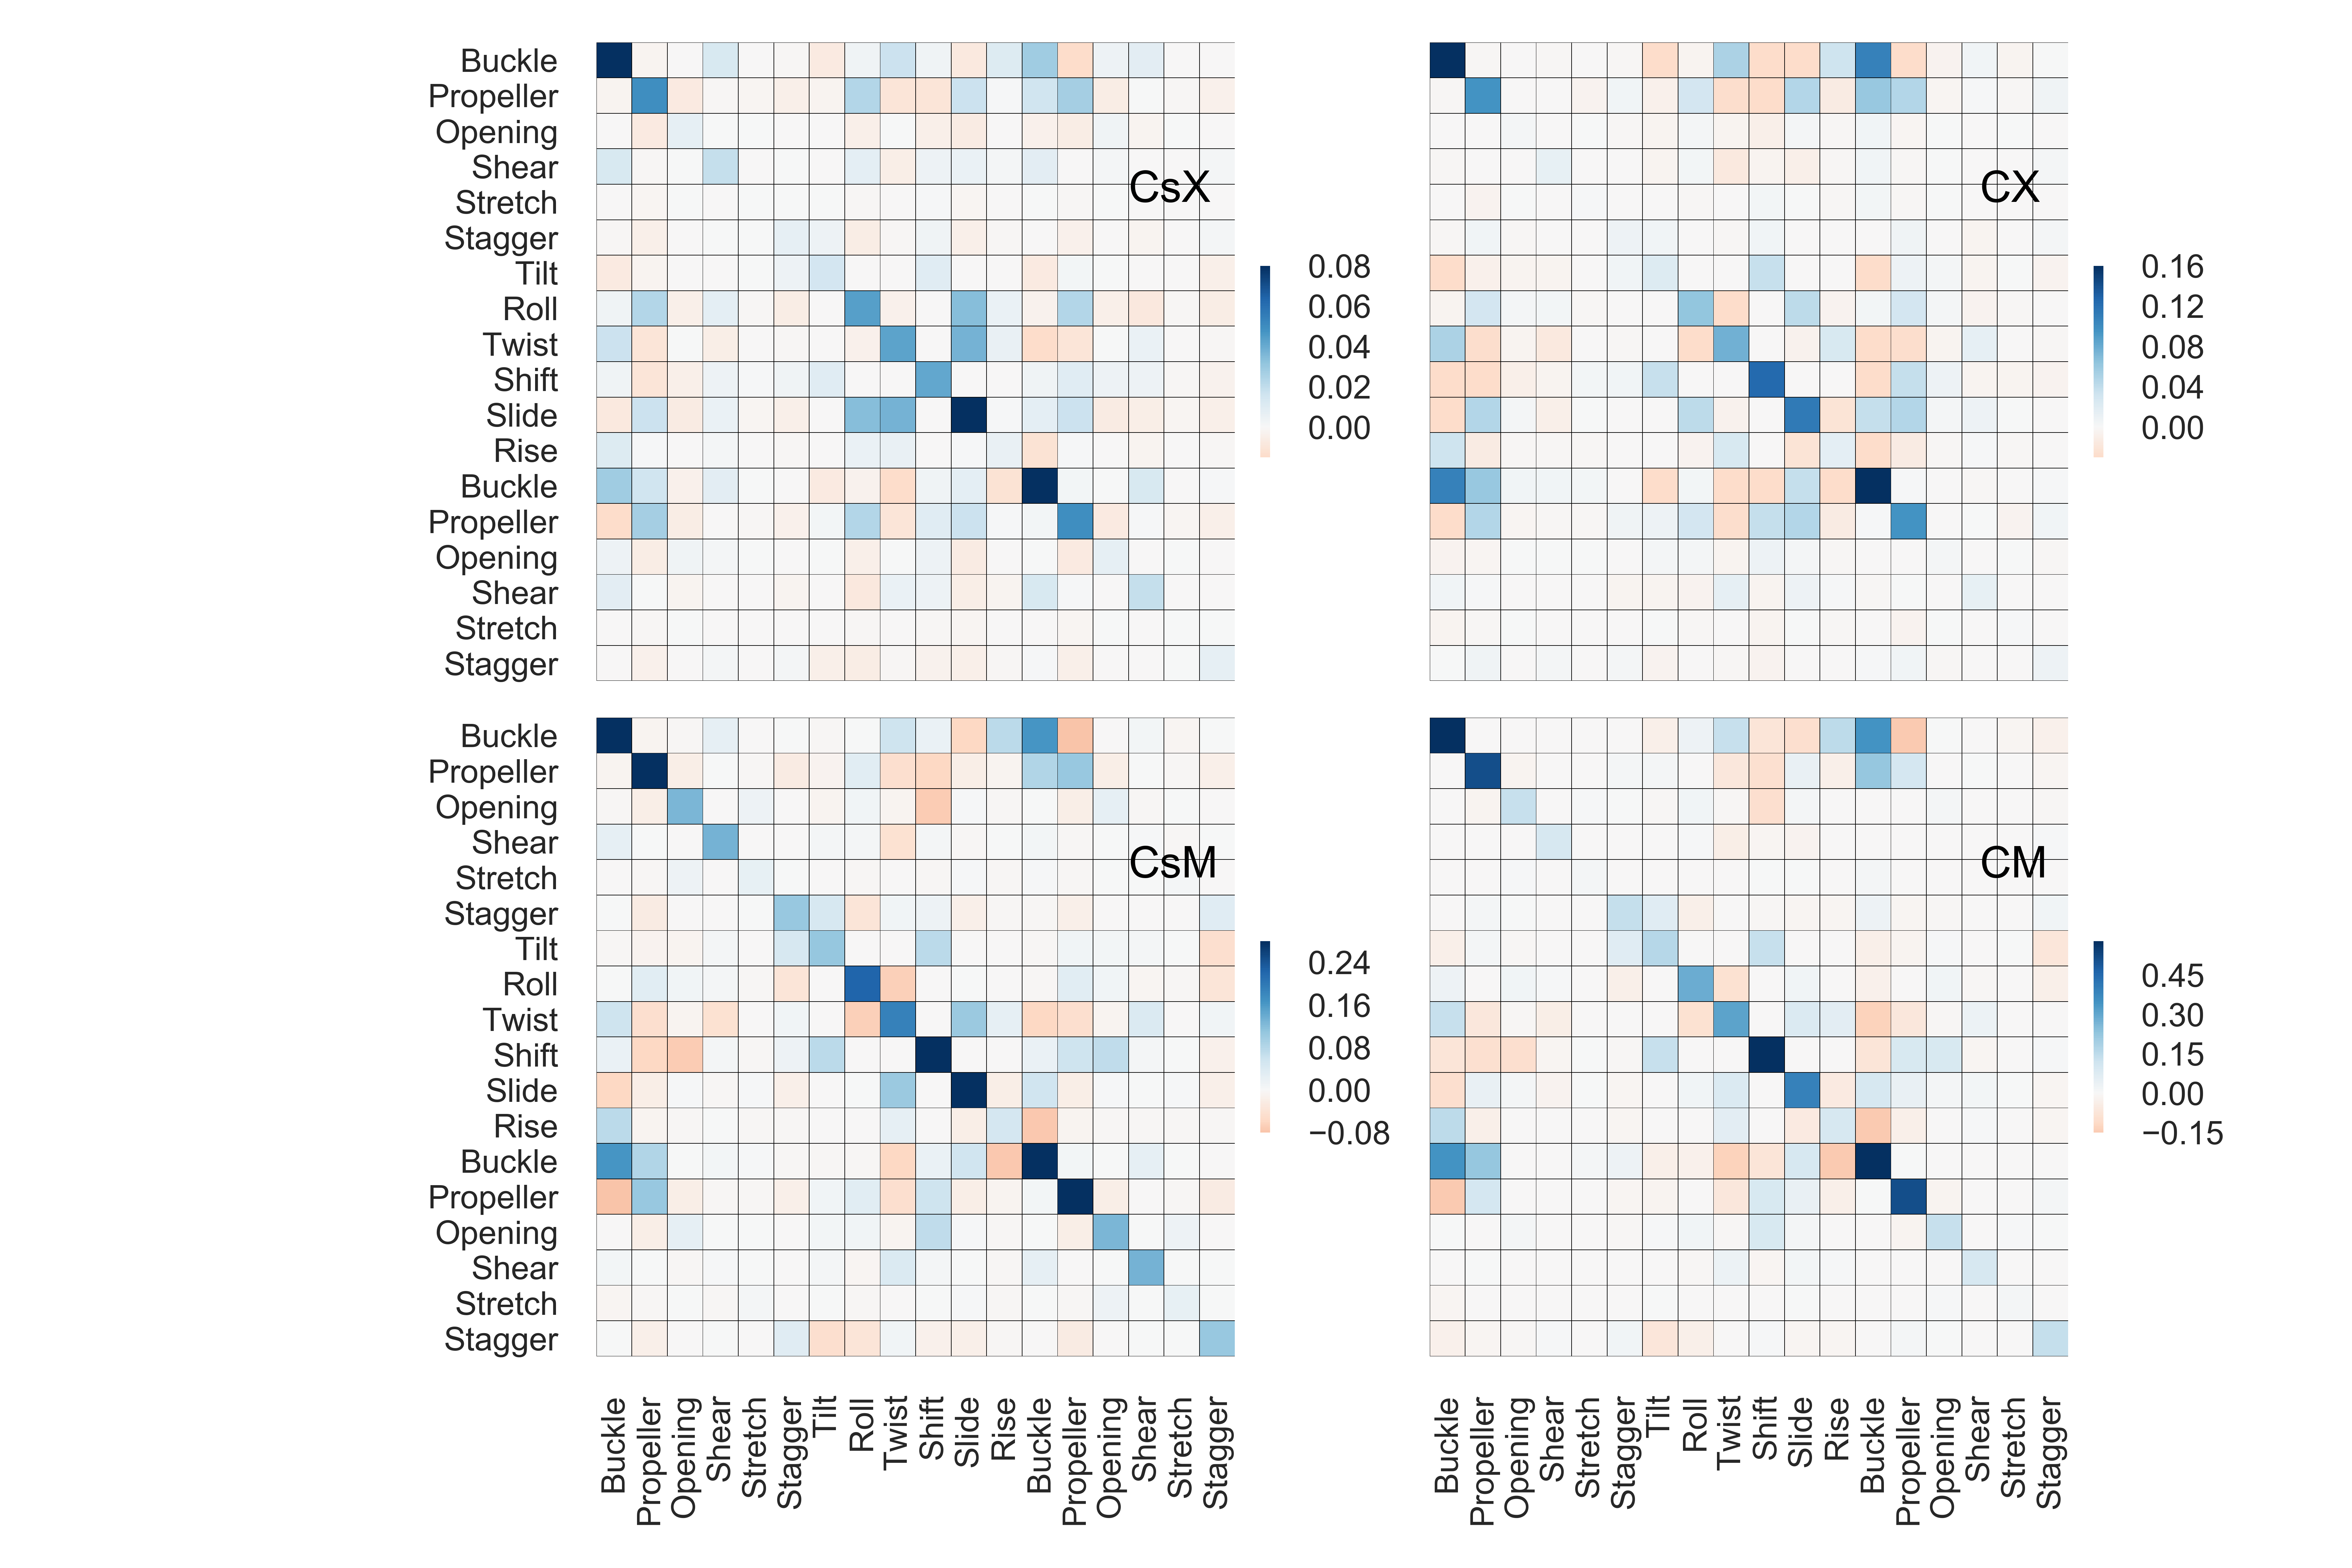 Buckle
Propeller
Opening
Shear
Stretch
Stagger
Tilt
Roll
Twist
Shift
Slide
Rise
Buckle
Propeller
Opening
Shear
Stretch
Stagger
CsX
0.08
0.06
0.04
0.02
0.00
CX
0.16
0.12
0.08
0.04
0.00
Buckle
Propeller
Opening
Shear
Stretch
Stagger
Tilt
Roll
Twist
Shift
Slide
Rise
Buckle
Propeller
Opening
Shear
Stretch
Stagger
CsM
0.24
0.16
0.08
0.00
−0.08
CM
0.45
0.30
0.15
0.00
−0.15
Buckle
Propeller
Opening
Shear
Stretch
Stagger
Tilt
Roll
Twist
Shift
Slide
Rise
Buckle
Propeller
Opening
Shear
Stretch
Stagger
Buckle
Propeller
Opening
Shear
Stretch
Stagger
Tilt
Roll
Twist
Shift
Slide
Rise
Buckle
Propeller
Opening
Shear
Stretch
Stagger